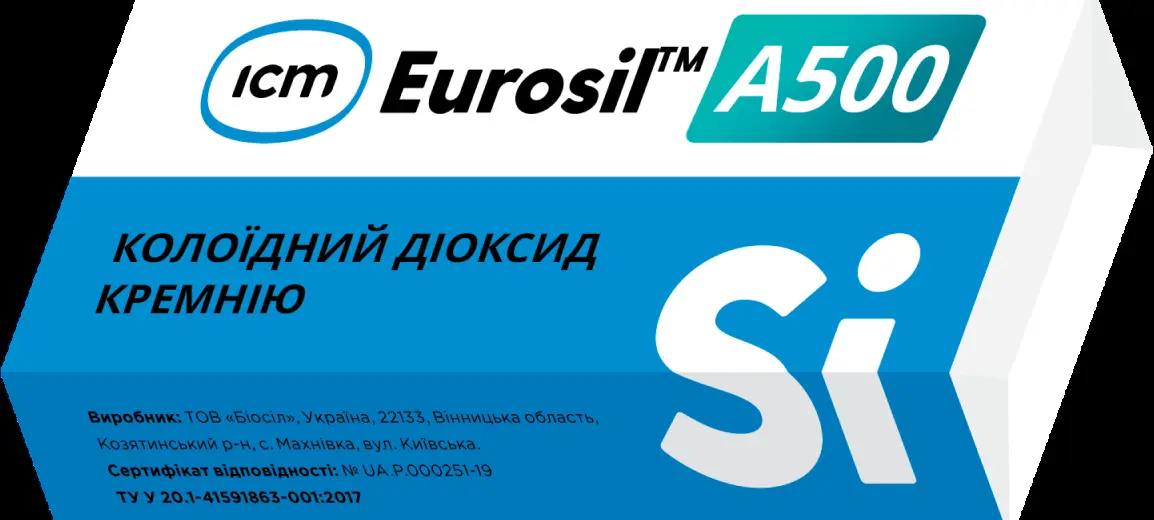 ICM Eurosil™ A500
КОЛОЇДНИЙ ДІОКСИД
КРЕМНІЮ
Si
Виробник: ТОВ «Біосіл», Україна, 22133, Вінницька область,
Козятинський р-н, с. Махнівка, вул. Київська.
Сертифікат відповідності: № UA.P.000251-19
ТУ У 20.1-41591863-001:2017